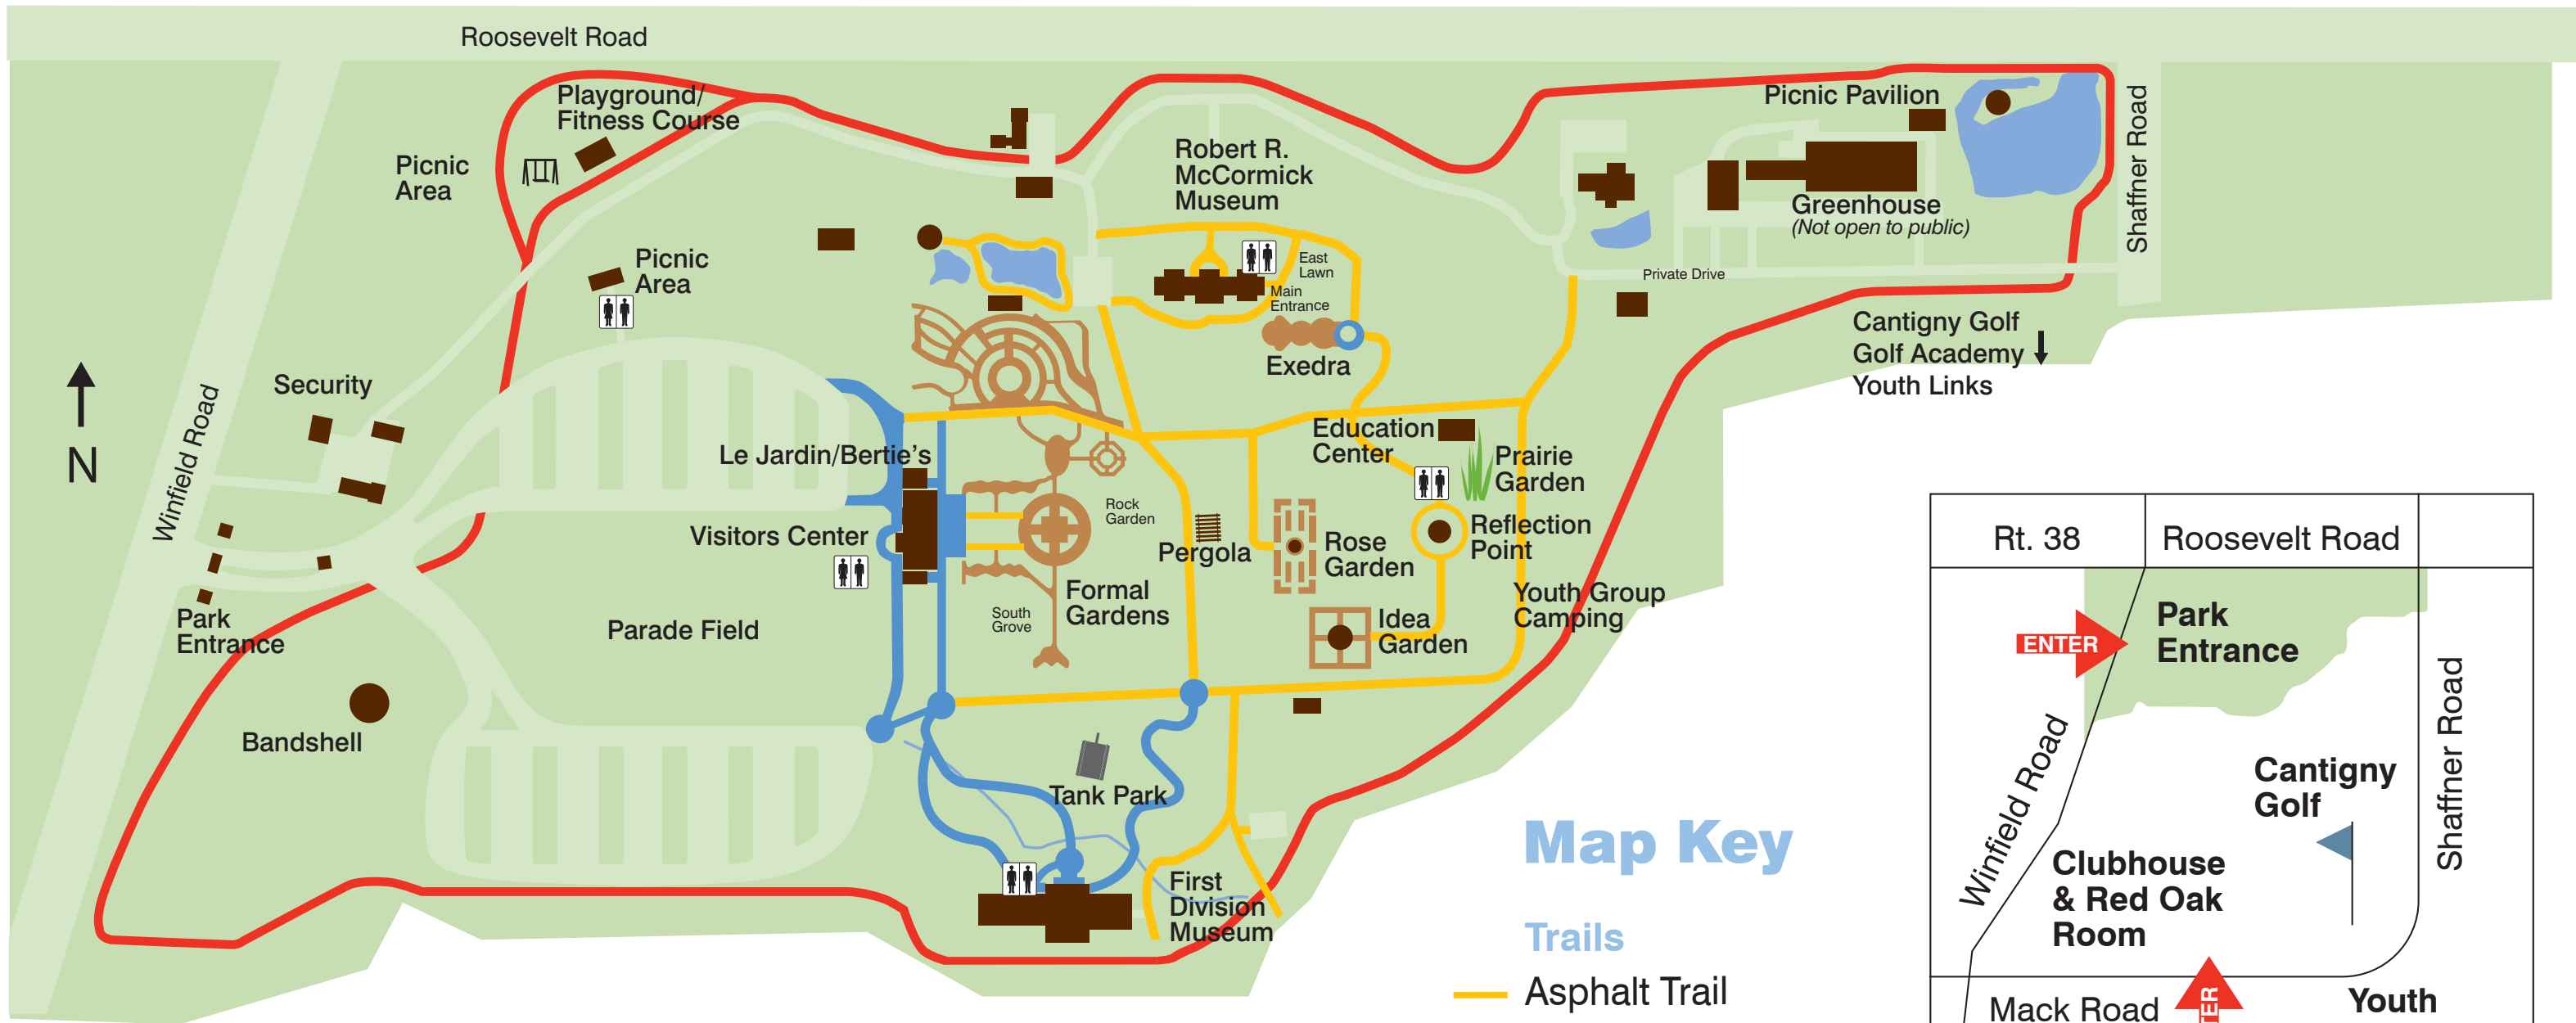 Roosevelt Road
Playground/
Fitness Course
Picnic
Area
Picnic
Area
Robert R.
McCormick
Museum
East
Lawn
Main
Entrance
Exedra
Picnic Pavilion
Greenhouse
(Not open to public)
Private Drive
Shaffner Road
Cantigny Golf
Golf Academy
Youth Links
N
Winfield Road
Security
Le Jardin/Bertie's
Visitors Center
Park
Entrance
Parade Field
Bandshell
Rock
Garden
South
Grove
Formal
Gardens
Pergola
Education
Center
Prairie
Garden
Rose
Garden
Reflection
Point
Idea
Garden
Youth Group
Camping
Tank Park
First
Division
Museum
Map Key
Trails
Asphalt Trail
Rt. 38
Roosevelt Road
ENTER
Park
Entrance
Winfield Road
Shaffner Road
Cantigny
Golf
Clubhouse
& Red Oak
Room
Mack Road
Youth